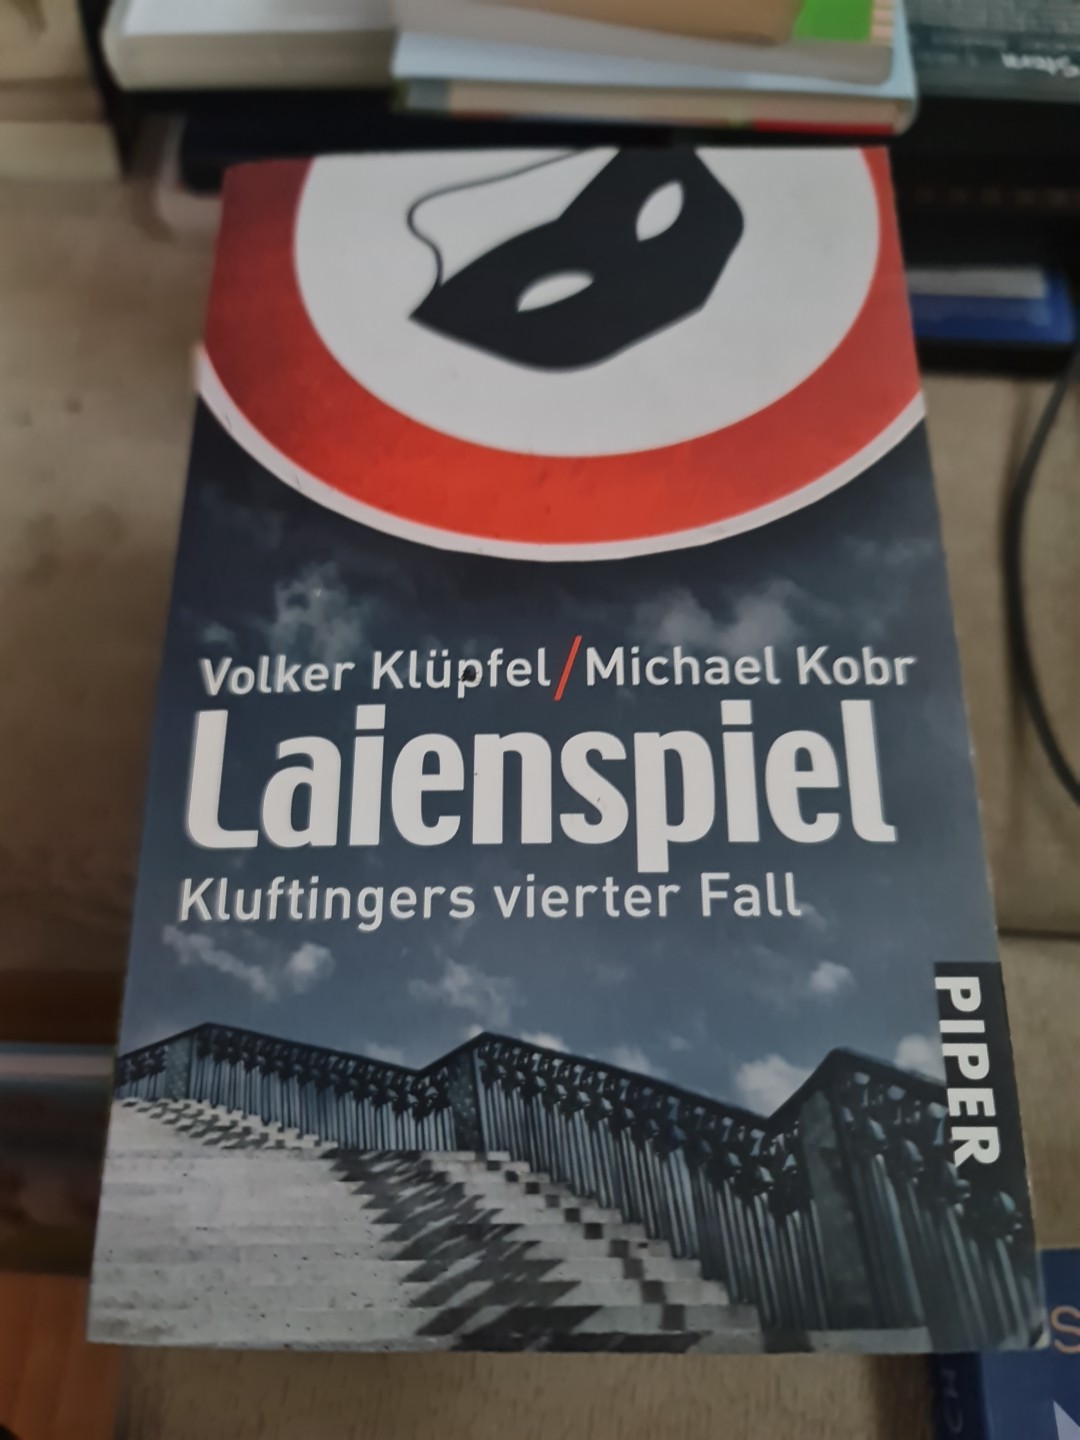 Volker Klüpfel/Michael Kobr
Laienspiel
Kluftingers vierter Fall
PIPER